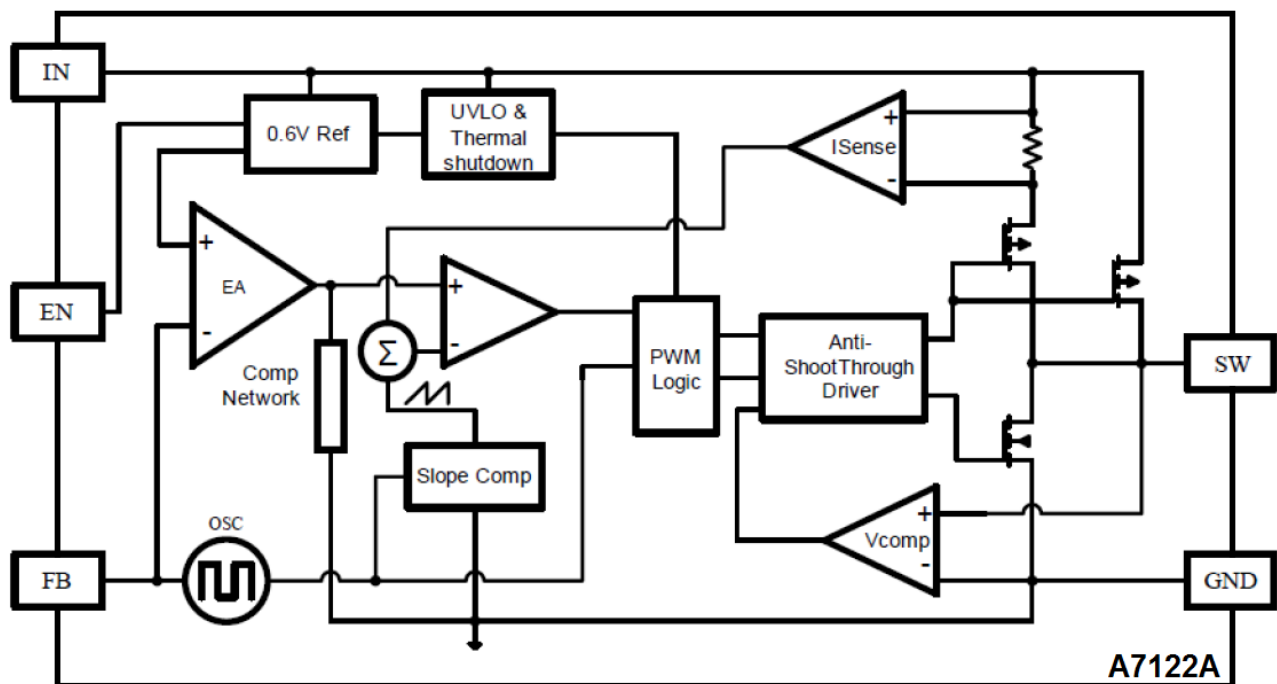 IN
0.6V Ref
UVLO &
Thermal
shutdown
+
ISense
-
+
EA
-
EN
+
-
Σ
Comp
Network
PWM
Logic
Anti-
ShootThrough
Driver
SW
Slope Comp
OSC
+
Vcomp
-
FB
GND
A7122A